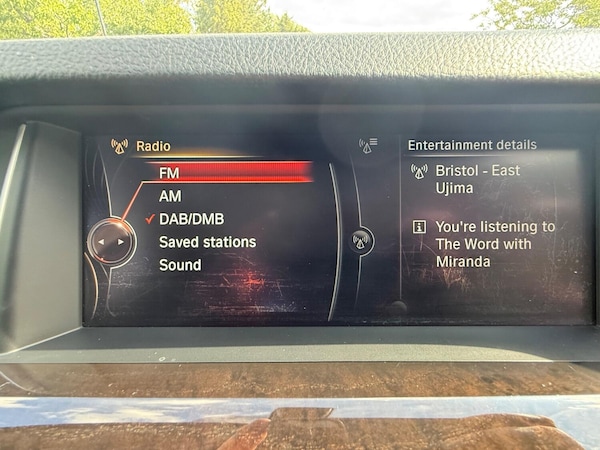 Radio
FM
AM
DAB/DMB
Saved stations
Sound
Entertainment details
Bristol - East
Ujima
You're listening to
The Word with
Miranda